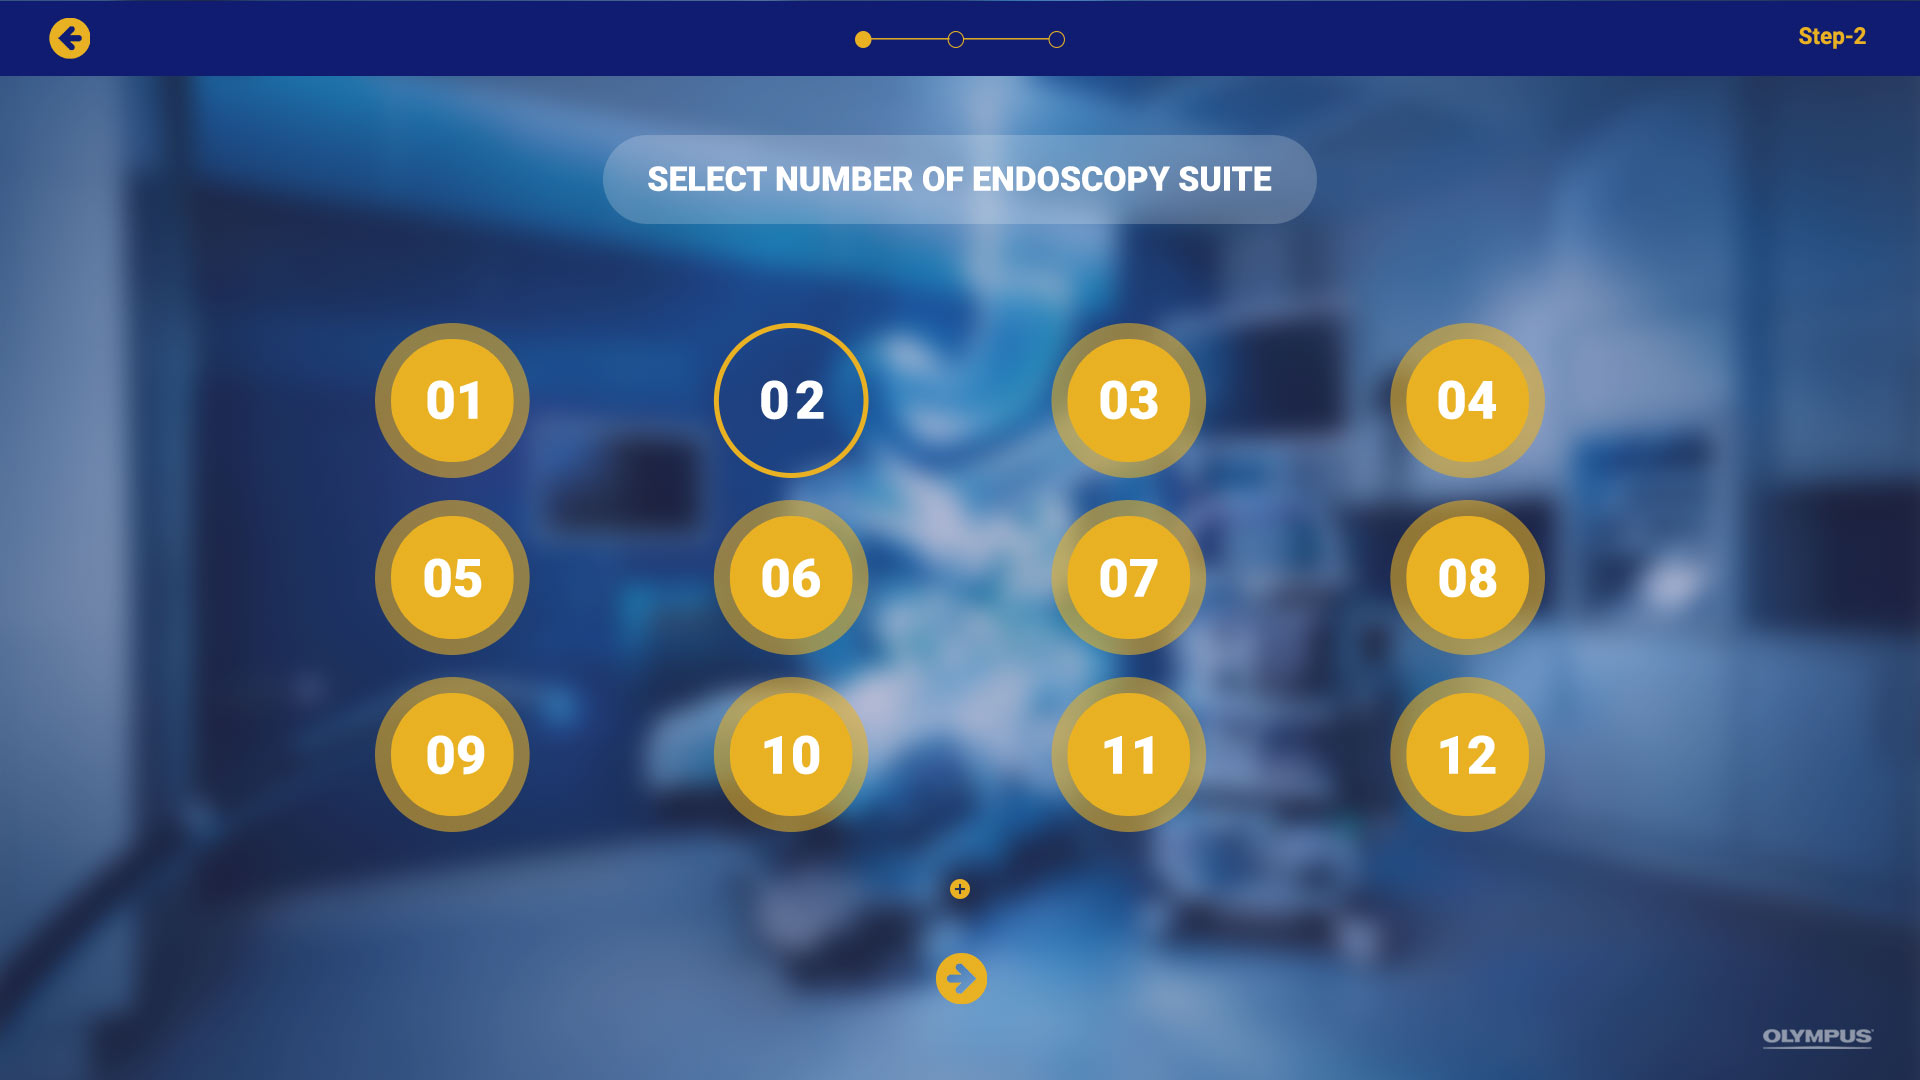 Step-2
SELECT NUMBER OF ENDOSCOPY SUITE
01 02 03 04
05 06 07 08
09 10 11 12
OLYMPUS